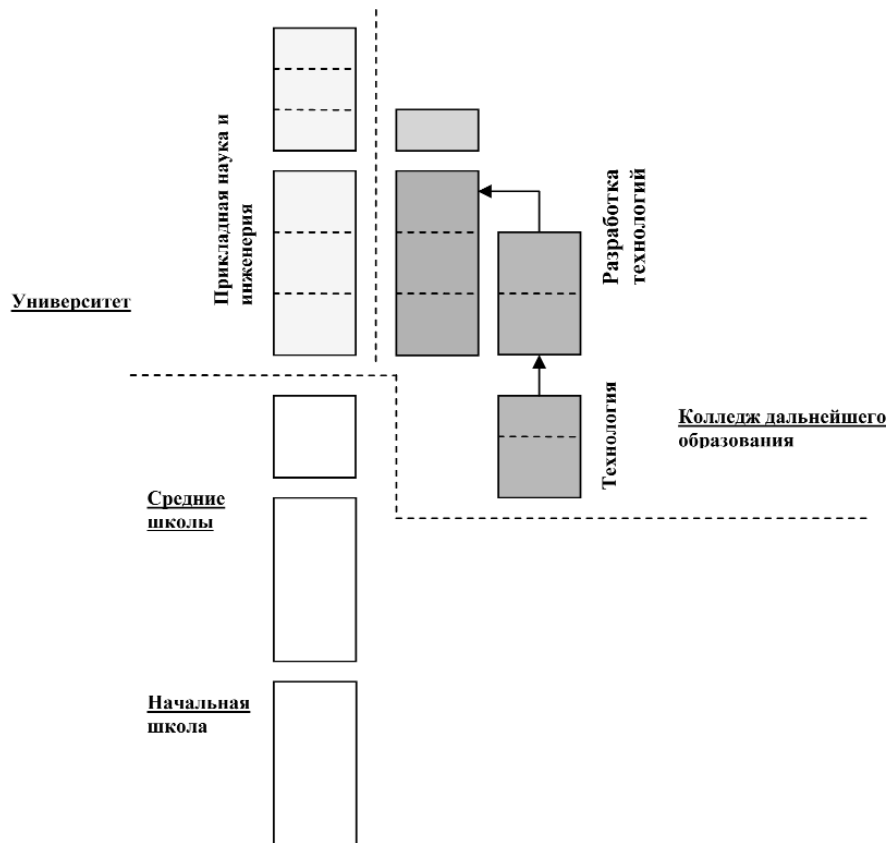 Прикладная наука и
инженерия
Разработка
технологий
Университет
Технология
Колледж дальнейшего
образования
Средние
школы
Начальная
школа